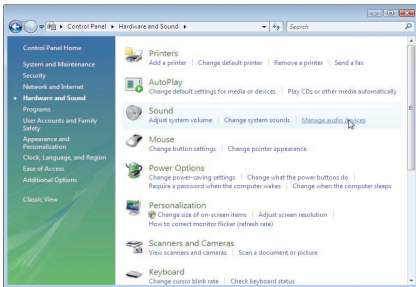 Control Panel ▸ Hardware and Sound ▸
Search
Control Panel Home
System and Maintenance
Security
Network and Internet
Hardware and Sound
Programs
User Accounts and Family
Safety
Appearance and
Personalization
Clock, Language, and Region
Ease of Access
Additional Options
Classic View
Printers
Add a printer | Change default printer | Remove a printer | Send a fax
AutoPlay
Change default settings for media or devices | Play CDs or other media automatically
Sound
Adjust system volume | Change system sounds | Manage audio devices
Mouse
Change button settings | Change pointer appearance
Power Options
Change power-saving settings | Change what the power buttons do |
Require a password when the computer wakes | Change when the computer sleeps
Personalization
Change size of on-screen items | Adjust screen resolution |
How to correct monitor flicker (refresh rate)
Scanners and Cameras
View scanners and cameras | Scan a document or picture
Keyboard
Change cursor blink rate | Check keyboard status